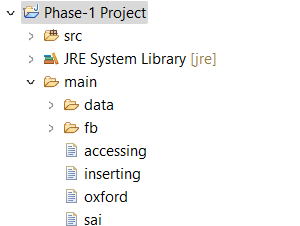 Phase-1 Project
src
JRE System Library [jre]
main
data
fb
accessing
inserting
oxford
sai